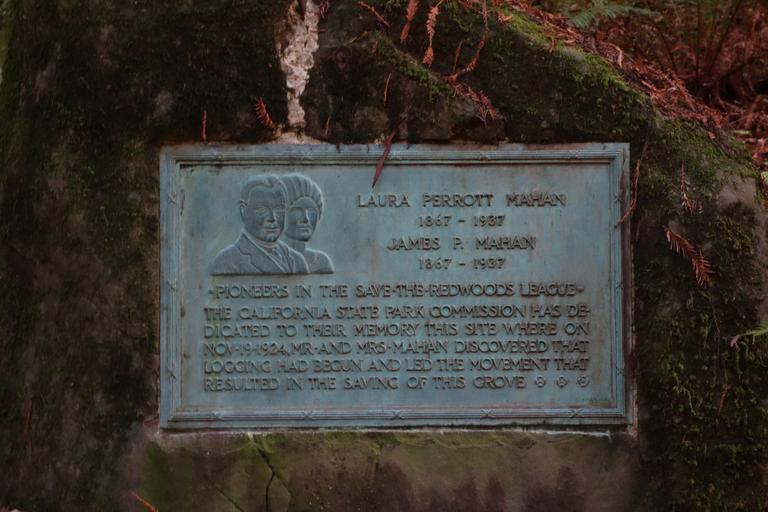 LAURA PERROTT MAHAN
1867 - 1937
JAMES P. MAHAN
1867 - 1937
·PIONEERS IN THE SAVE-THE-REDWOODS LEAGUE·
THE CALIFORNIA STATE PARK COMMISSION HAS DE-
DICATED TO THEIR MEMORY THIS SITE WHERE ON
NOV·19·1924, MR·AND MRS·MAHAN DISCOVERED THAT
LOGGING HAD BEGUN AND LED THE MOVEMENT THAT
RESULTED IN THE SAVING OF THIS GROVE